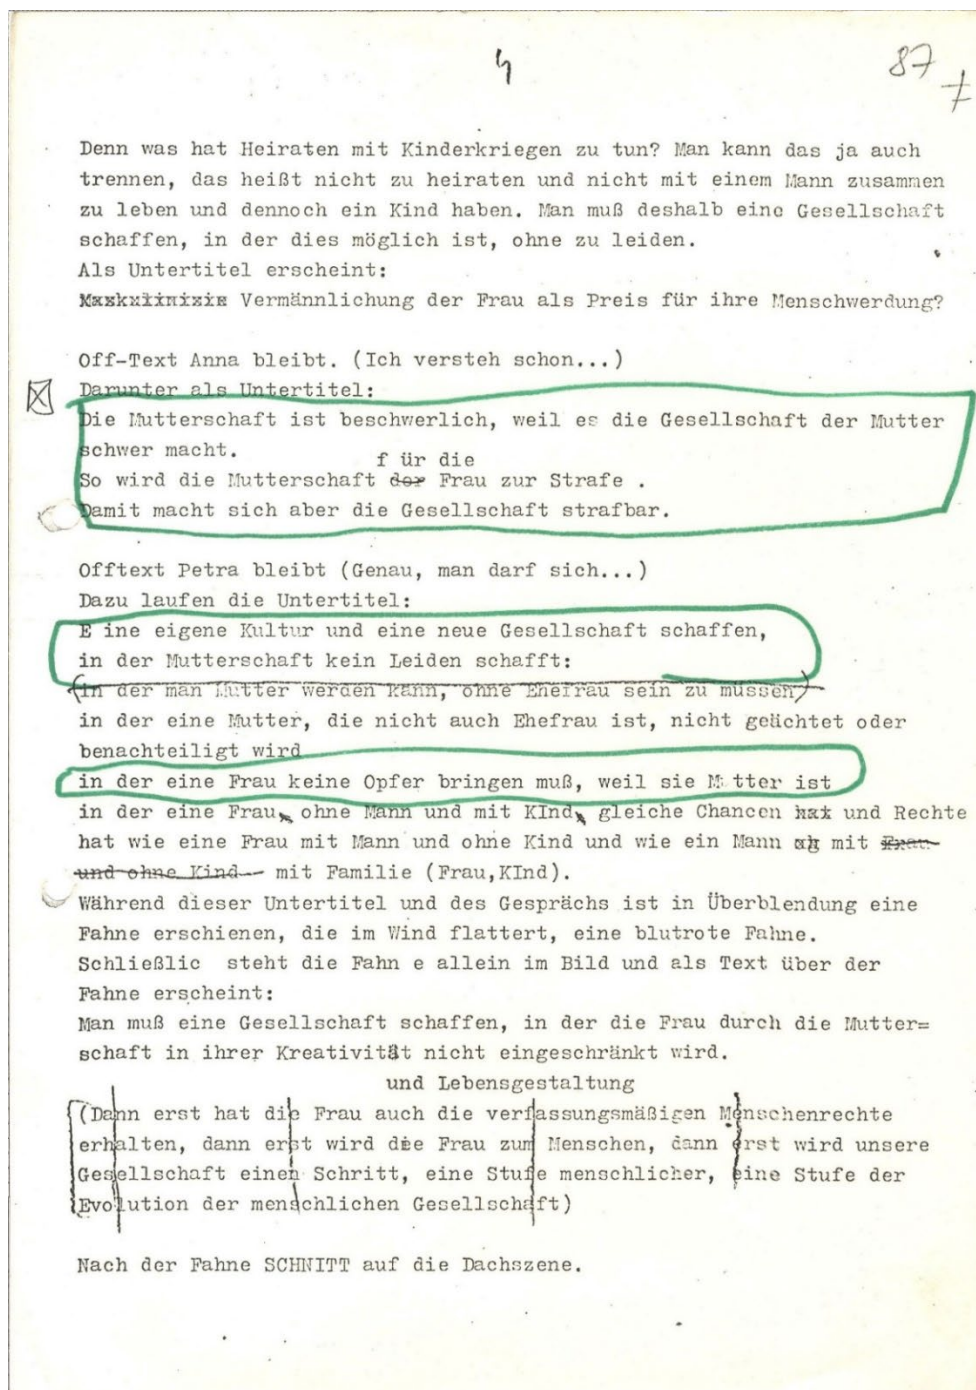 4
87
7
Denn was hat Heiraten mit Kinderkriegen zu tun? Man kann das ja auch
trennen, das heißt nicht zu heiraten und nicht mit einem Mann zusammen
zu leben und dennoch ein Kind haben. Man muß deshalb eine Gesellschaft
schaffen, in der dies möglich ist, ohne zu leiden.
Als Untertitel erscheint:
Vermännlichung der Frau als Preis für ihre Menschwerdung?
Off-Text Anna bleibt. (Ich versteh schon...)
Darunter als Untertitel:
Die Mutterschaft ist beschwerlich, weil es die Gesellschaft der Mutter
schwer macht.
f ür die
So wird die Mutterschaft der Frau zur Strafe .
Damit macht sich aber die Gesellschaft strafbar.
Offtext Petra bleibt (Genau, man darf sich...)
Dazu laufen die Untertitel:
E ine eigene Kultur und eine neue Gesellschaft schaffen,
in der Mutterschaft kein Leiden schafft:
(in der man Mutter werden kann, ohne Ehefrau sein zu müssen)
in der eine Mutter, die nicht auch Ehefrau ist, nicht geächtet oder
benachteiligt wird
in der eine Frau keine Opfer bringen muß, weil sie M tter ist
in der eine Frau, ohne Mann und mit KInd, gleiche Chancen hat und Rechte
hat wie eine Frau mit Mann und ohne Kind und wie ein Mann mit Frau
und ohne Kind mit Familie (Frau,KInd).
Während dieser Untertitel und des Gesprächs ist in Überblendung eine
Fahne erschienen, die im Wind flattert, eine blutrote Fahne.
Schließlic steht die Fahn e allein im Bild und als Text über der
Fahne erscheint:
Man muß eine Gesellschaft schaffen, in der die Frau durch die Mutter=
schaft in ihrer Kreativität nicht eingeschränkt wird.
und Lebensgestaltung
(Dann erst hat die Frau auch die verfassungsmäßigen Menschenrechte
erhalten, dann erst wird die Frau zum Menschen, dann erst wird unsere
Gesellschaft einen Schritt, eine Stufe menschlicher, eine Stufe der
Evolution der menschlichen Gesellschaft)
Nach der Fahne SCHNITT auf die Dachszene.